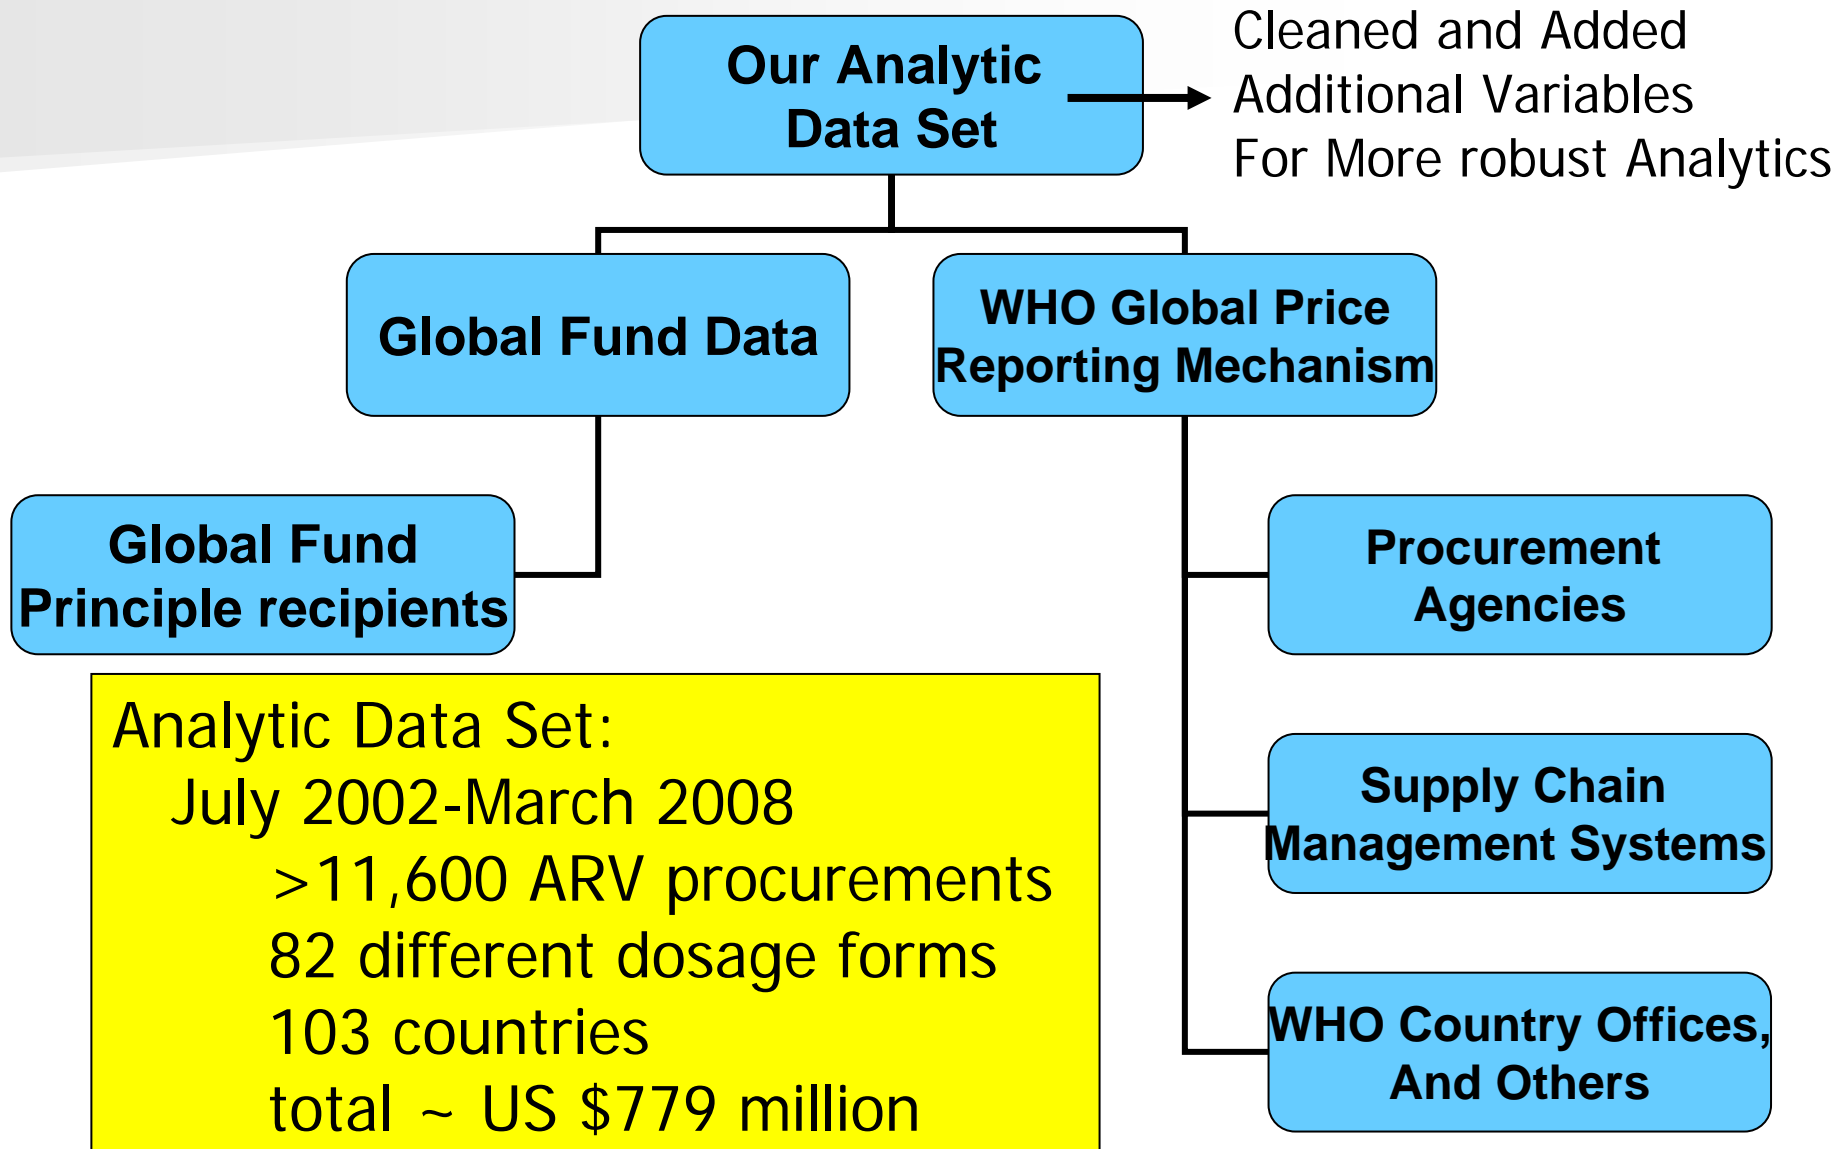 Our Analytic
Data Set
Cleaned and Added
Additional Variables
For More robust Analytics
Global Fund Data
WHO Global Price
Reporting Mechanism
Global Fund
Principle recipients
Procurement
Agencies
Supply Chain
Management Systems
WHO Country Offices,
And Others
Analytic Data Set:
July 2002-March 2008
>11,600 ARV procurements
82 different dosage forms
103 countries
total ~ US $779 million